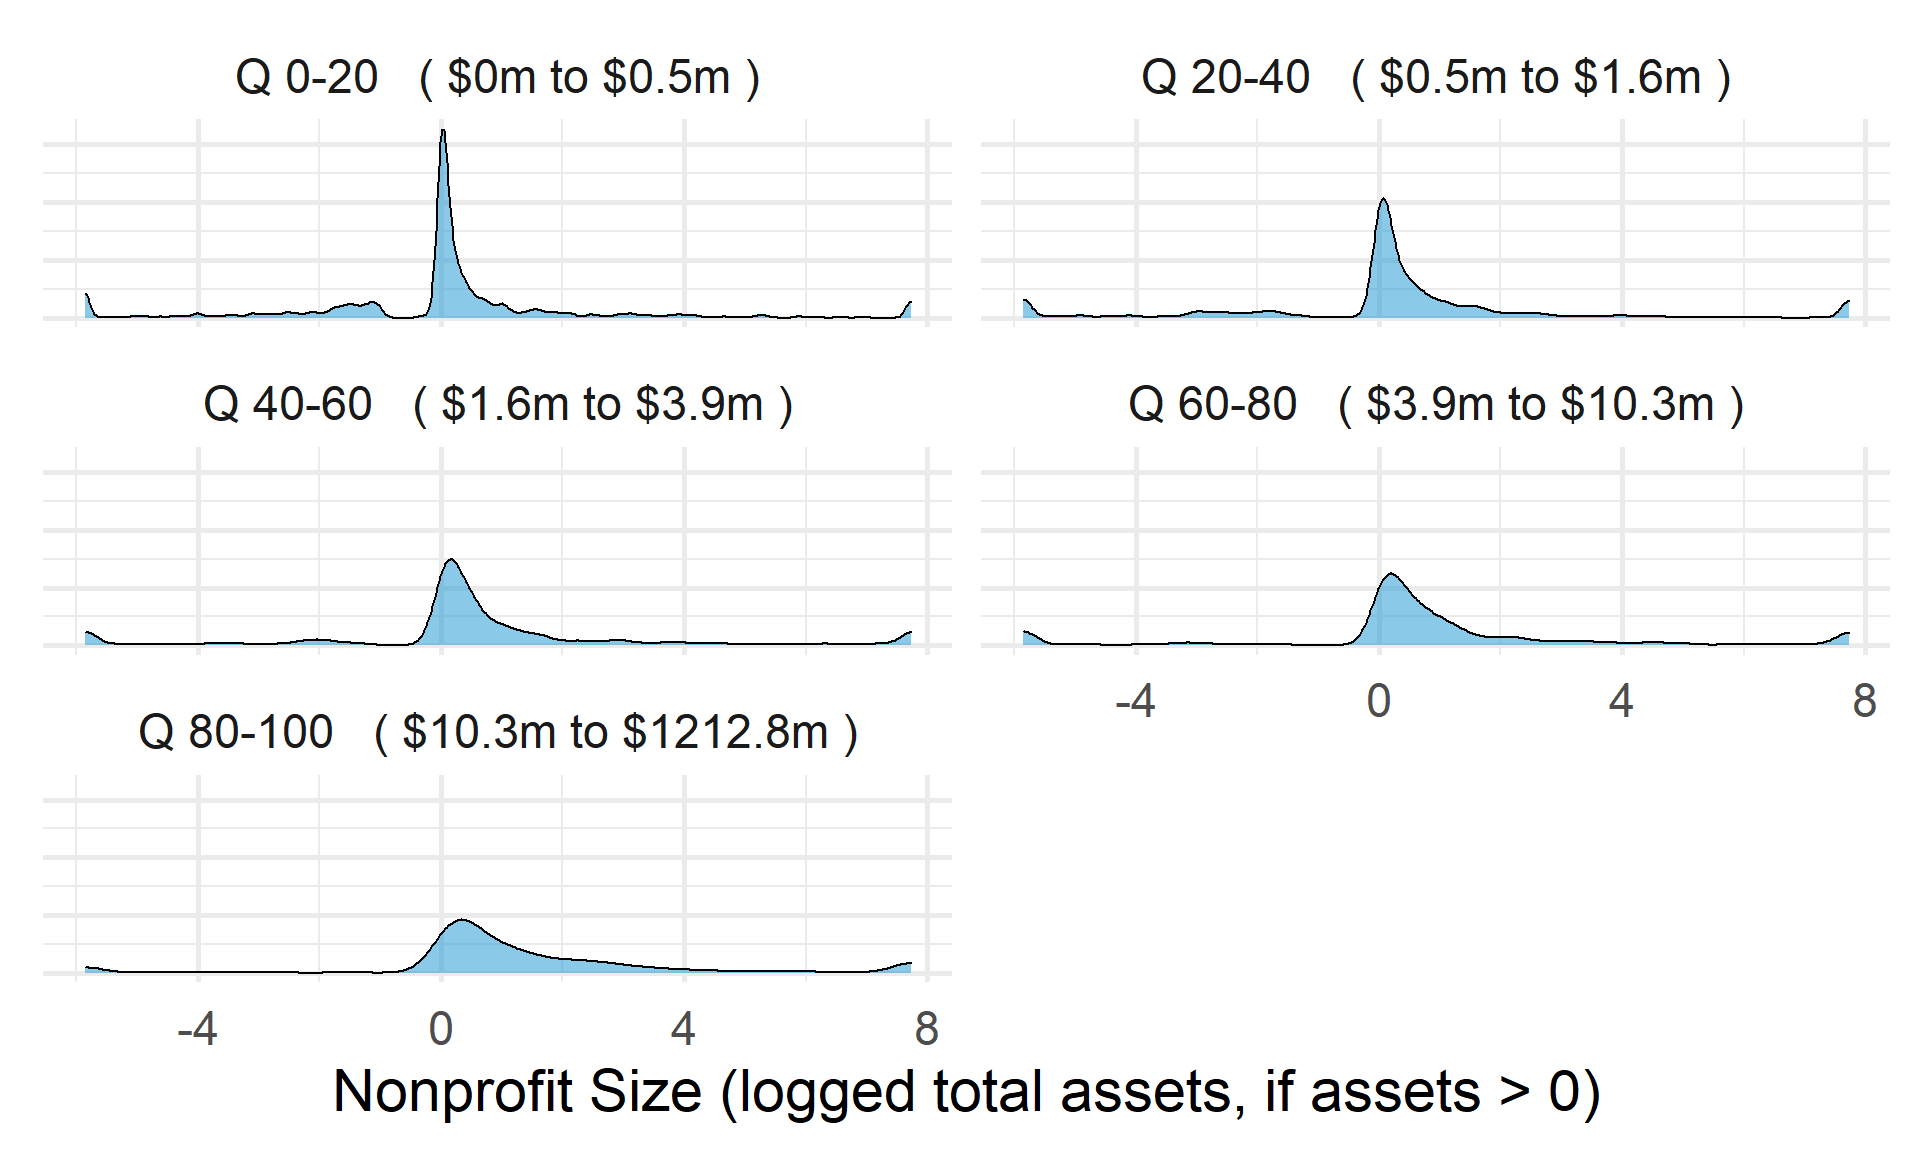 Q 0-20 ( $0m to $0.5m )
Q 20-40 ( $0.5m to $1.6m )
Q 40-60 ( $1.6m to $3.9m )
Q 60-80 ( $3.9m to $10.3m )
-4 0 4 8
Q 80-100 ( $10.3m to $1212.8m )
-4 0 4 8
Nonprofit Size (logged total assets, if assets > 0)